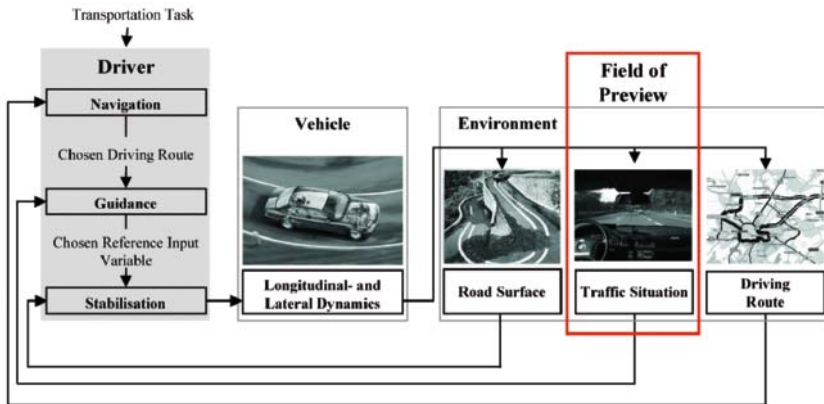 Transportation Task
Driver
Navigation
Chosen Driving Route
Guidance
Chosen Reference Input
Variable
Stabilisation
Vehicle
Longitudinal- and
Lateral Dynamics
Field of
Preview
Environment
Road Surface
Traffic Situation
Driving
Route